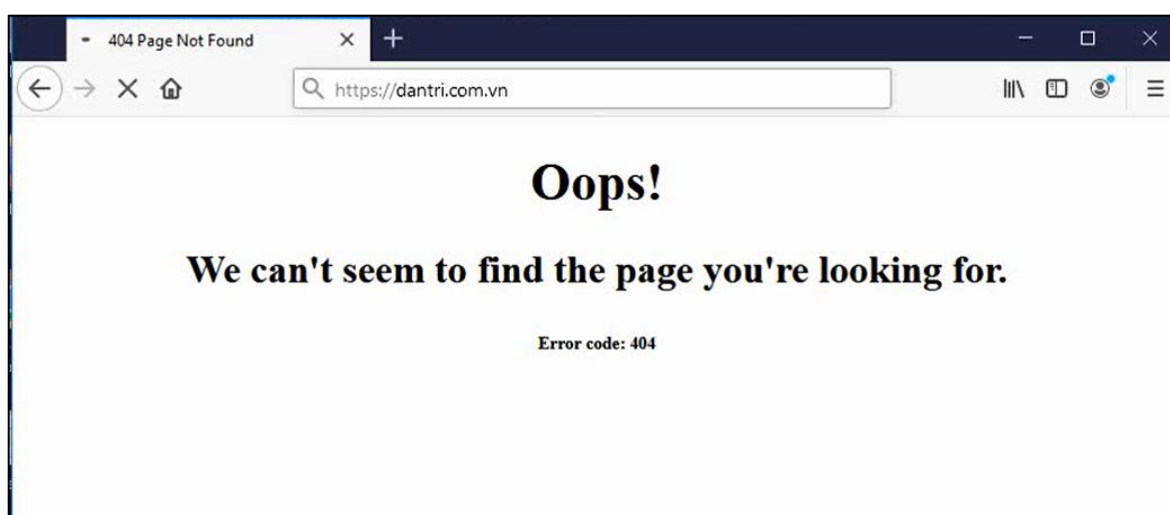 404 Page Not Found
https://dantri.com.vn
Oops!
We can't seem to find the page you're looking for.
Error code: 404